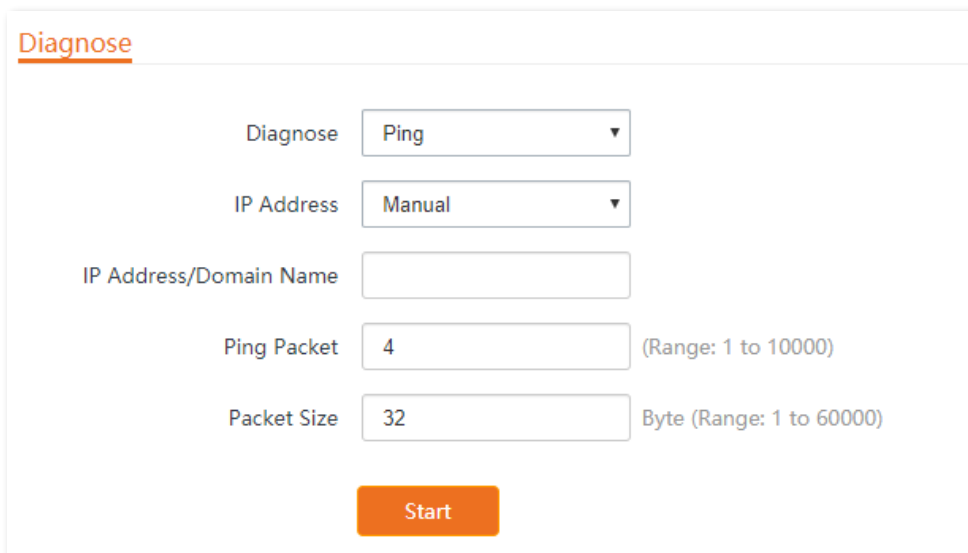 Diagnose
Diagnose Ping
IP Address Manual
IP Address/Domain Name
Ping Packet 4 (Range: 1 to 10000)
Packet Size 32 Byte (Range: 1 to 60000)
Start